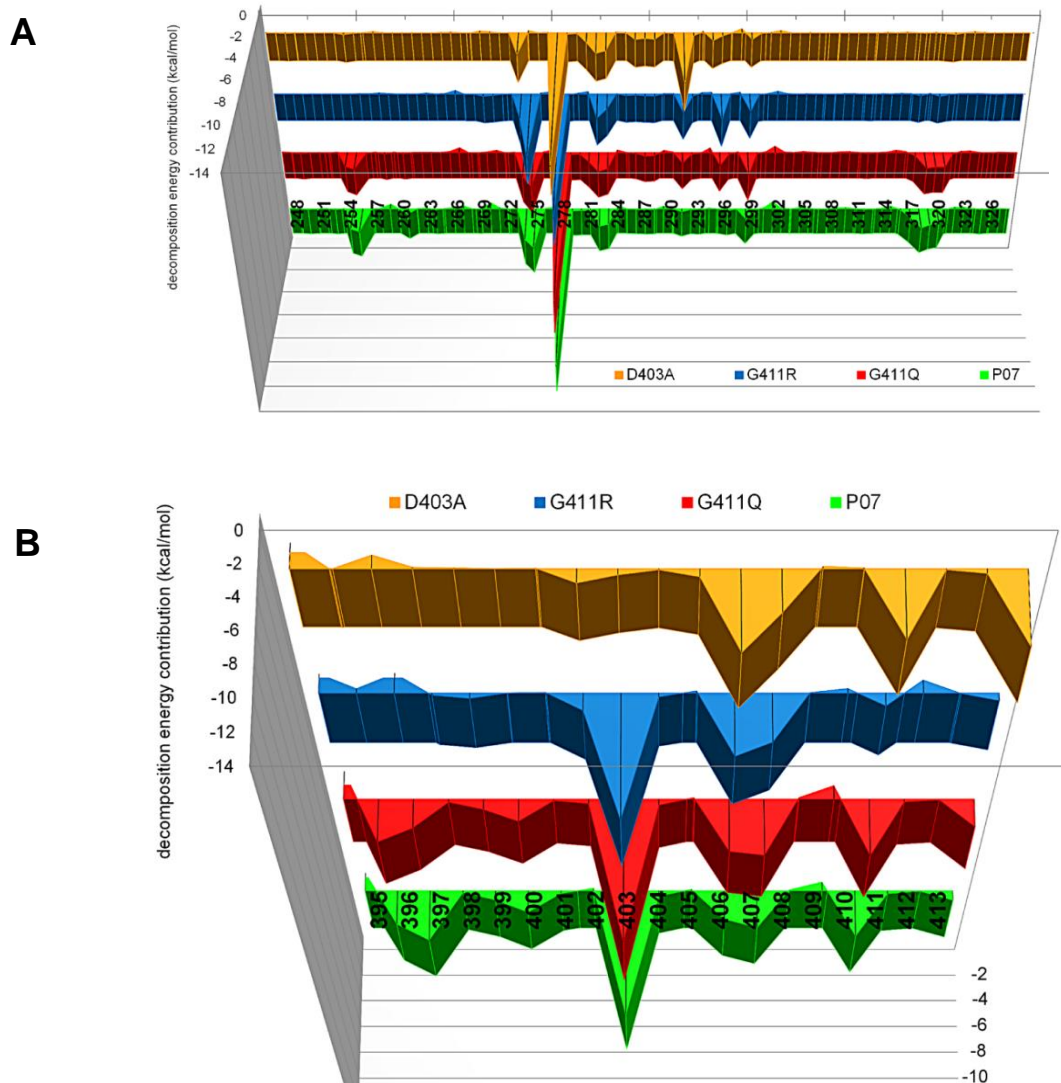 A
decomposition energy contribution (kcal/mol)
0
-2
-4
-6
-8
-10
-12
-14
248 251 254 257 260 263 266 269 272 275 278 281 284 287 290 293 296 299 302 305 308 311 314 317 320 323 326
D403A G411R G411Q P07
B
D403A G411R G411Q P07
decomposition energy contribution (kcal/mol)
0
-2
-4
-6
-8
-10
-12
-14
395 396 397 398 399 400 401 402 403 404 405 406 407 408 409 410 411 412 413
-2
-4
-6
-8
-10